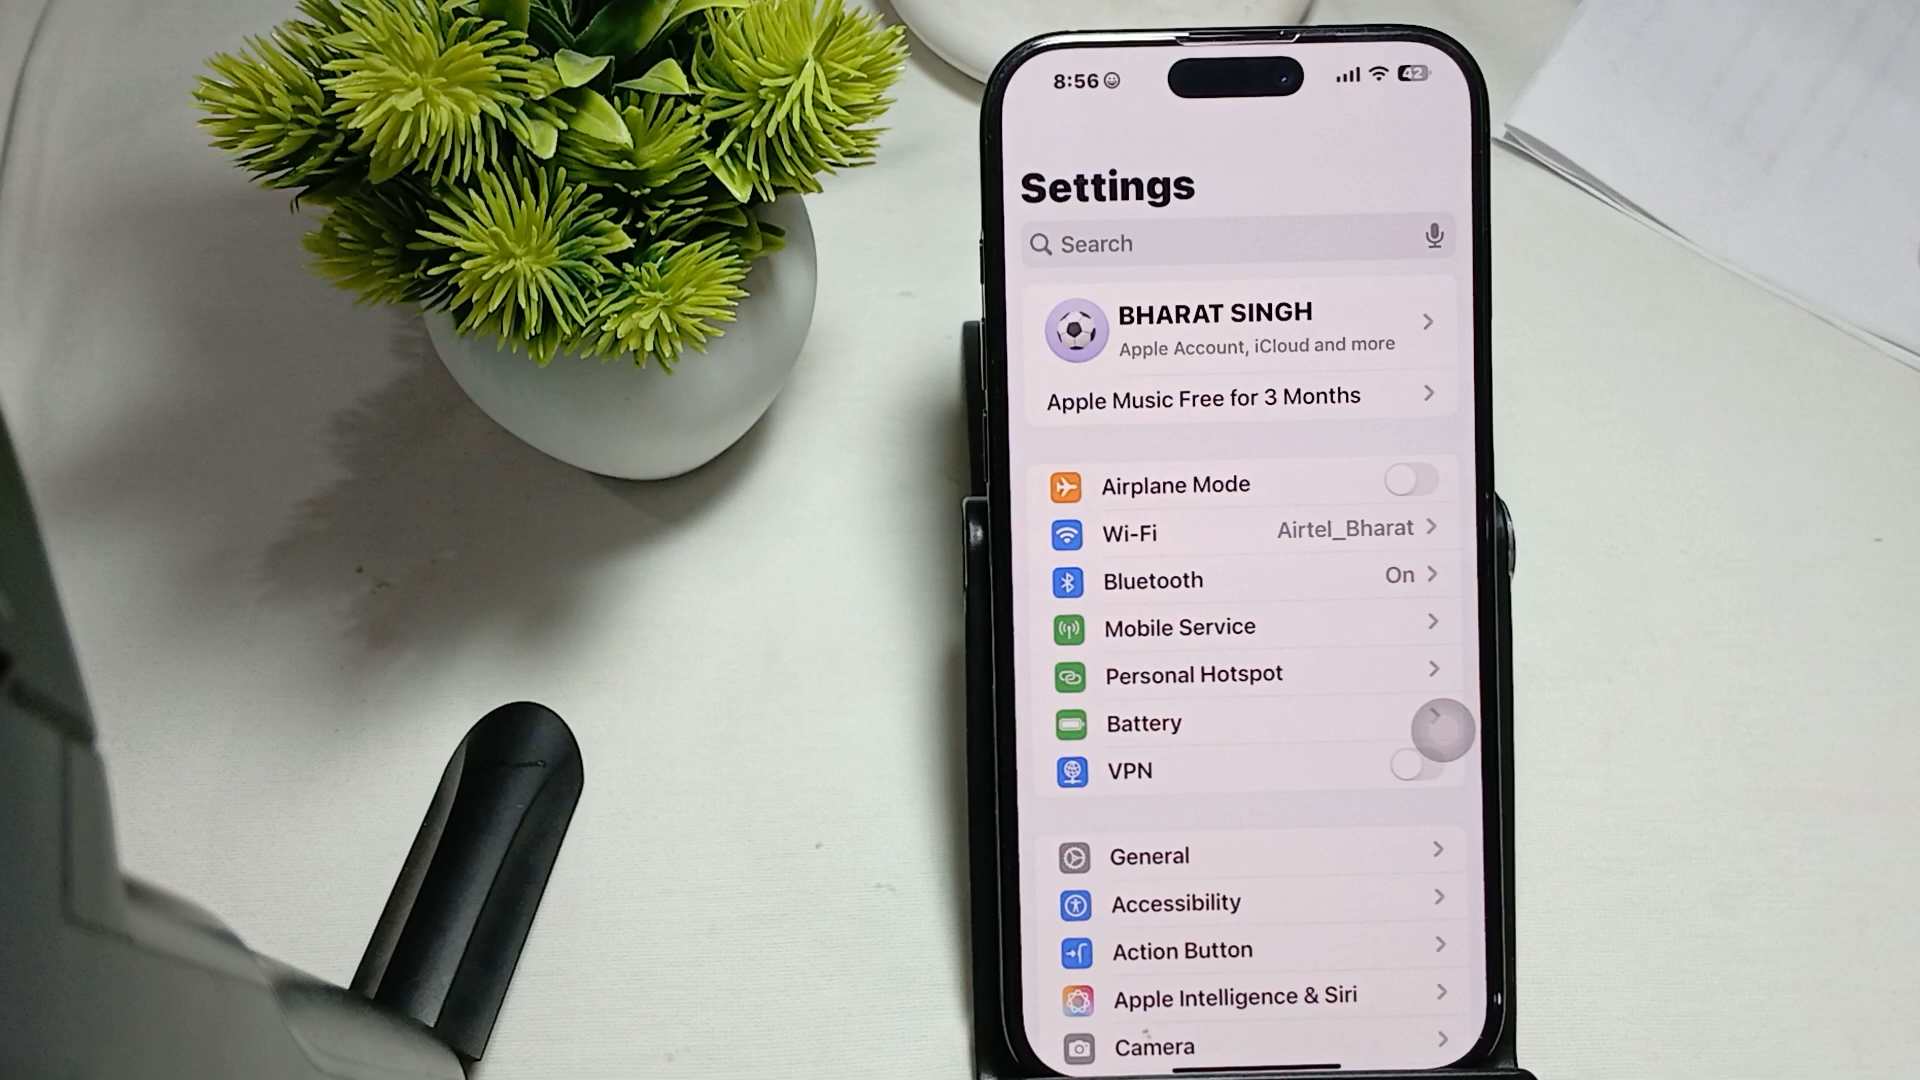 8:56
42
Settings
Search
BHARAT SINGH
Apple Account, iCloud and more
Apple Music Free for 3 Months
Airplane Mode
Wi-Fi Airtel_Bharat
Bluetooth On
Mobile Service
Personal Hotspot
Battery
VPN
General
Accessibility
Action Button
Apple Intelligence & Siri
Camera